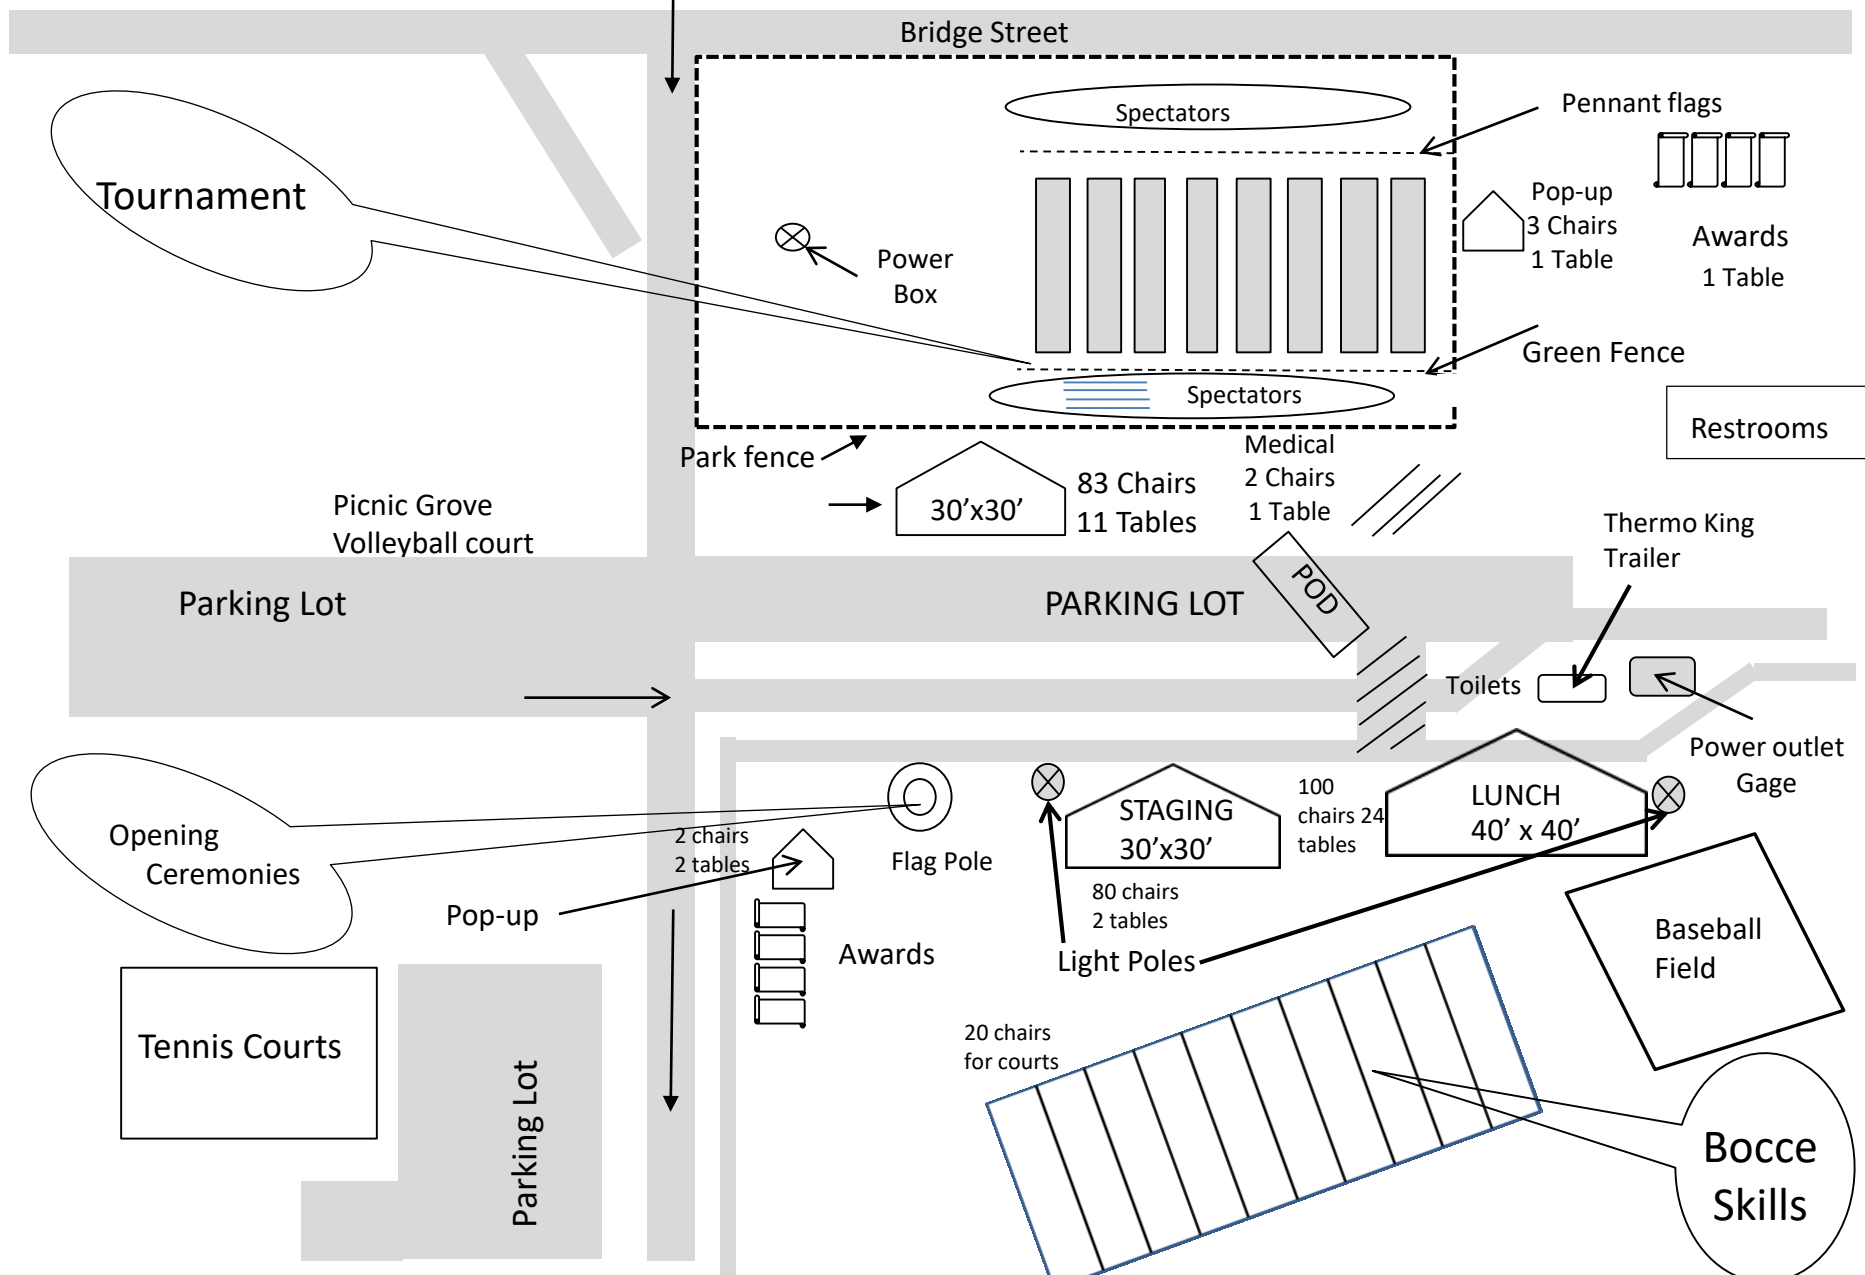 Bridge Street
Spectators
Pennant flags
Tournament
Pop-up
3 Chairs
1 Table
Awards
1 Table
Power
Box
Green Fence
Spectators
Restrooms
Park fence
Medical
2 Chairs
1 Table
83 Chairs
11 Tables
30’x30’
Picnic Grove
Volleyball court
Thermo King
Trailer
Parking Lot
PARKING LOT
POD
Toilets
Power outlet
Gage
Opening
Ceremonies
2 chairs
2 tables
Flag Pole
STAGING
30’x30’
100
chairs 24
tables
LUNCH
40’ x 40’
80 chairs
2 tables
Pop-up
Awards
Light Poles
Baseball
Field
Tennis Courts
Parking Lot
20 chairs
for courts
Bocce
Skills